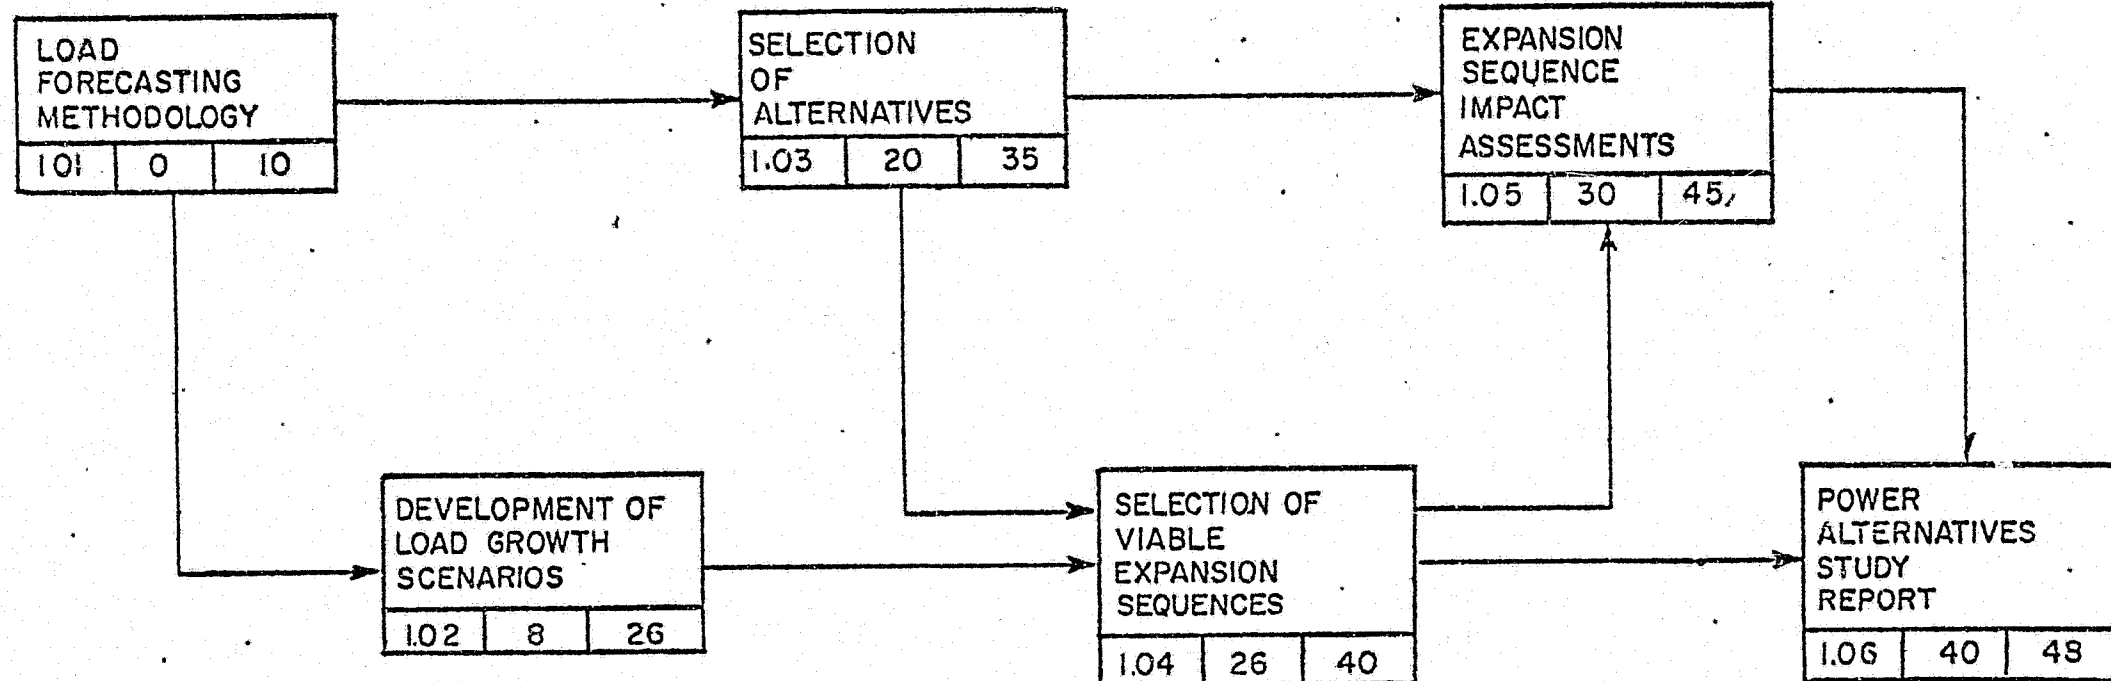 LOAD
FORECASTING
METHODOLOGY
1.01 0 10
SELECTION
OF
ALTERNATIVES
1.03 20 35
EXPANSION
SEQUENCE
IMPACT
ASSESSMENTS
1.05 30 45
DEVELOPMENT OF
LOAD GROWTH
SCENARIOS
1.02 8 26
SELECTION OF
VIABLE
EXPANSION
SEQUENCES
1.04 26 40
POWER
ALTERNATIVES
STUDY
REPORT
1.06 40 48